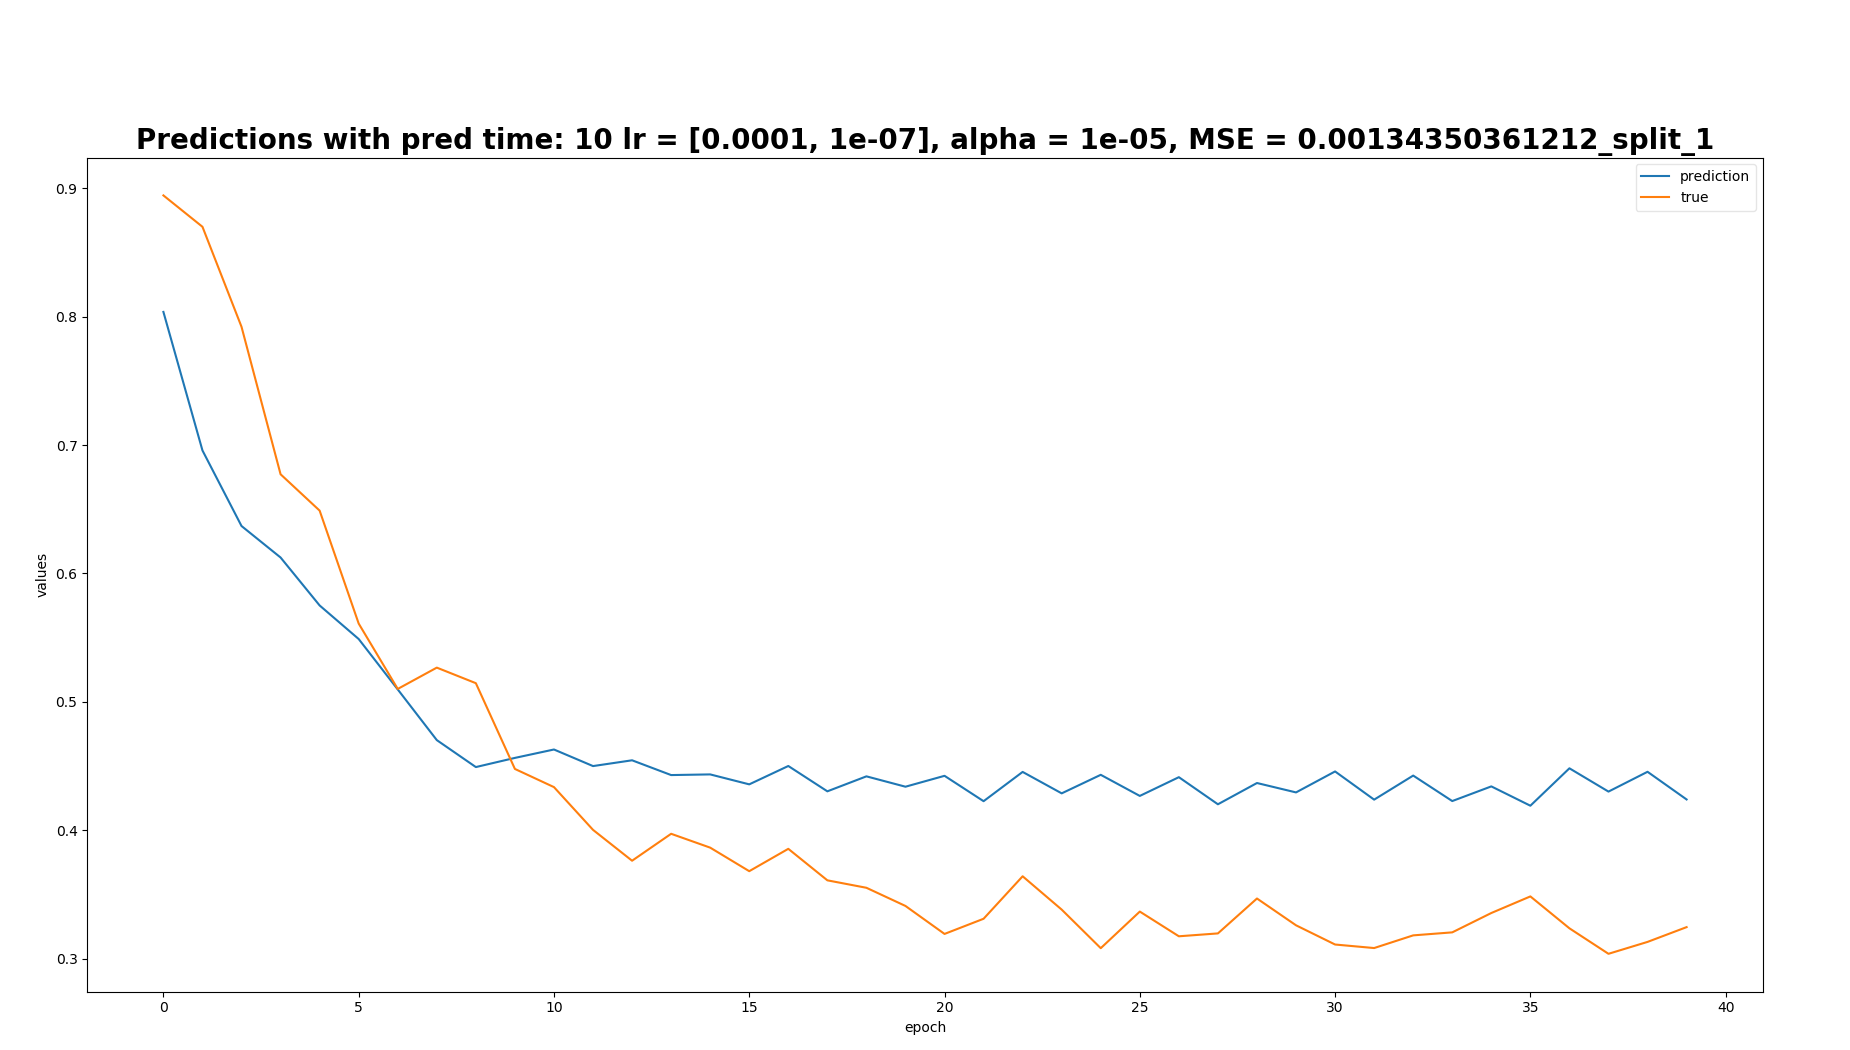 Predictions with pred time: 10 lr = [0.0001, 1e-07], alpha = 1e-05, MSE = 0.00134350361212_split_1
prediction
true
0.9
0.8
0.7
0.6
0.5
0.4
0.3
values
0 5 10 15 20 25 30 35 40
epoch